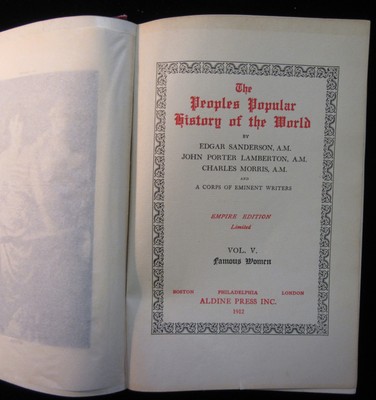 The
Peoples Popular
History of the World
BY
EDGAR SANDERSON, A.M.
JOHN PORTER LAMBERTON, A.M.
CHARLES MORRIS, A.M.
AND
A CORPS OF EMINENT WRITERS
EMPIRE EDITION
Limited
VOL. V.
Famous Women
BOSTON PHILADELPHIA LONDON
ALDINE PRESS INC.
1912